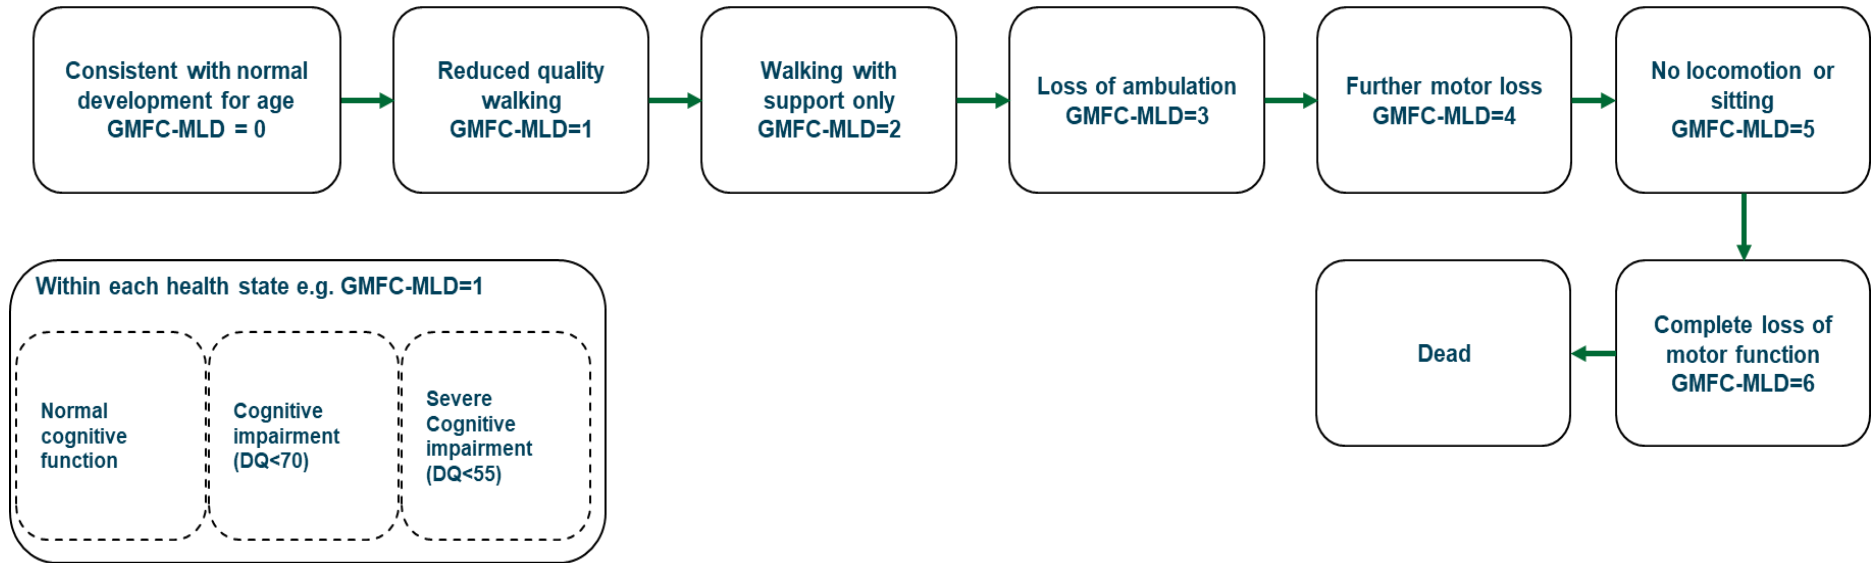 Consistent with normal
development for age
GMFC-MLD = 0
Reduced quality
walking
GMFC-MLD=1
Walking with
support only
GMFC-MLD=2
Loss of ambulation
GMFC-MLD=3
Further motor loss
GMFC-MLD=4
No locomotion or
sitting
GMFC-MLD=5
Within each health state e.g. GMFC-MLD=1
Normal
cognitive
function
Cognitive
impairment
(DQ<70)
Severe
Cognitive
impairment
(DQ<55)
Dead
Complete loss of
motor function
GMFC-MLD=6